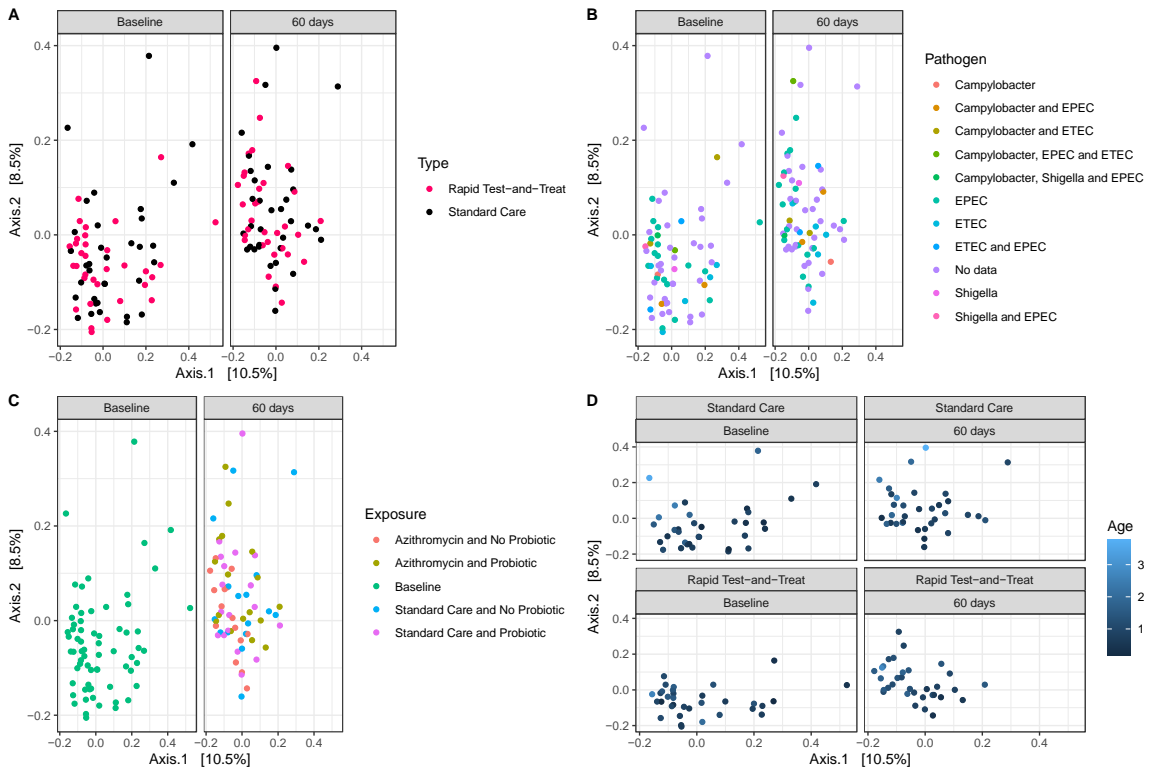 A
Baseline
60 days
0.4
0.2
0.0
−0.2
−0.2
0.0
0.2
0.4
−0.2
0.0
0.2
0.4
Axis.2 [8.5%]
Axis.1 [10.5%]
Type
Rapid Test−and−Treat
Standard Care
B
Baseline
60 days
0.4
0.2
0.0
−0.2
−0.2
0.0
0.2
0.4
−0.2
0.0
0.2
0.4
Axis.2 [8.5%]
Axis.1 [10.5%]
Pathogen
Campylobacter
Campylobacter and EPEC
Campylobacter and ETEC
Campylobacter, EPEC and ETEC
Campylobacter, Shigella and EPEC
EPEC
ETEC
ETEC and EPEC
No data
Shigella
Shigella and EPEC
C
Baseline
60 days
0.4
0.2
0.0
−0.2
−0.2
0.0
0.2
0.4
−0.2
0.0
0.2
0.4
Axis.2 [8.5%]
Axis.1 [10.5%]
Exposure
Azithromycin and No Probiotic
Azithromycin and Probiotic
Baseline
Standard Care and No Probiotic
Standard Care and Probiotic
D
Standard Care
Standard Care
Baseline
60 days
0.4
0.2
0.0
−0.2
Rapid Test−and−Treat
Rapid Test−and−Treat
Baseline
60 days
0.4
0.2
0.0
−0.2
−0.2
0.0
0.2
0.4
−0.2
0.0
0.2
0.4
Axis.2 [8.5%]
Axis.1 [10.5%]
Age
3
2
1